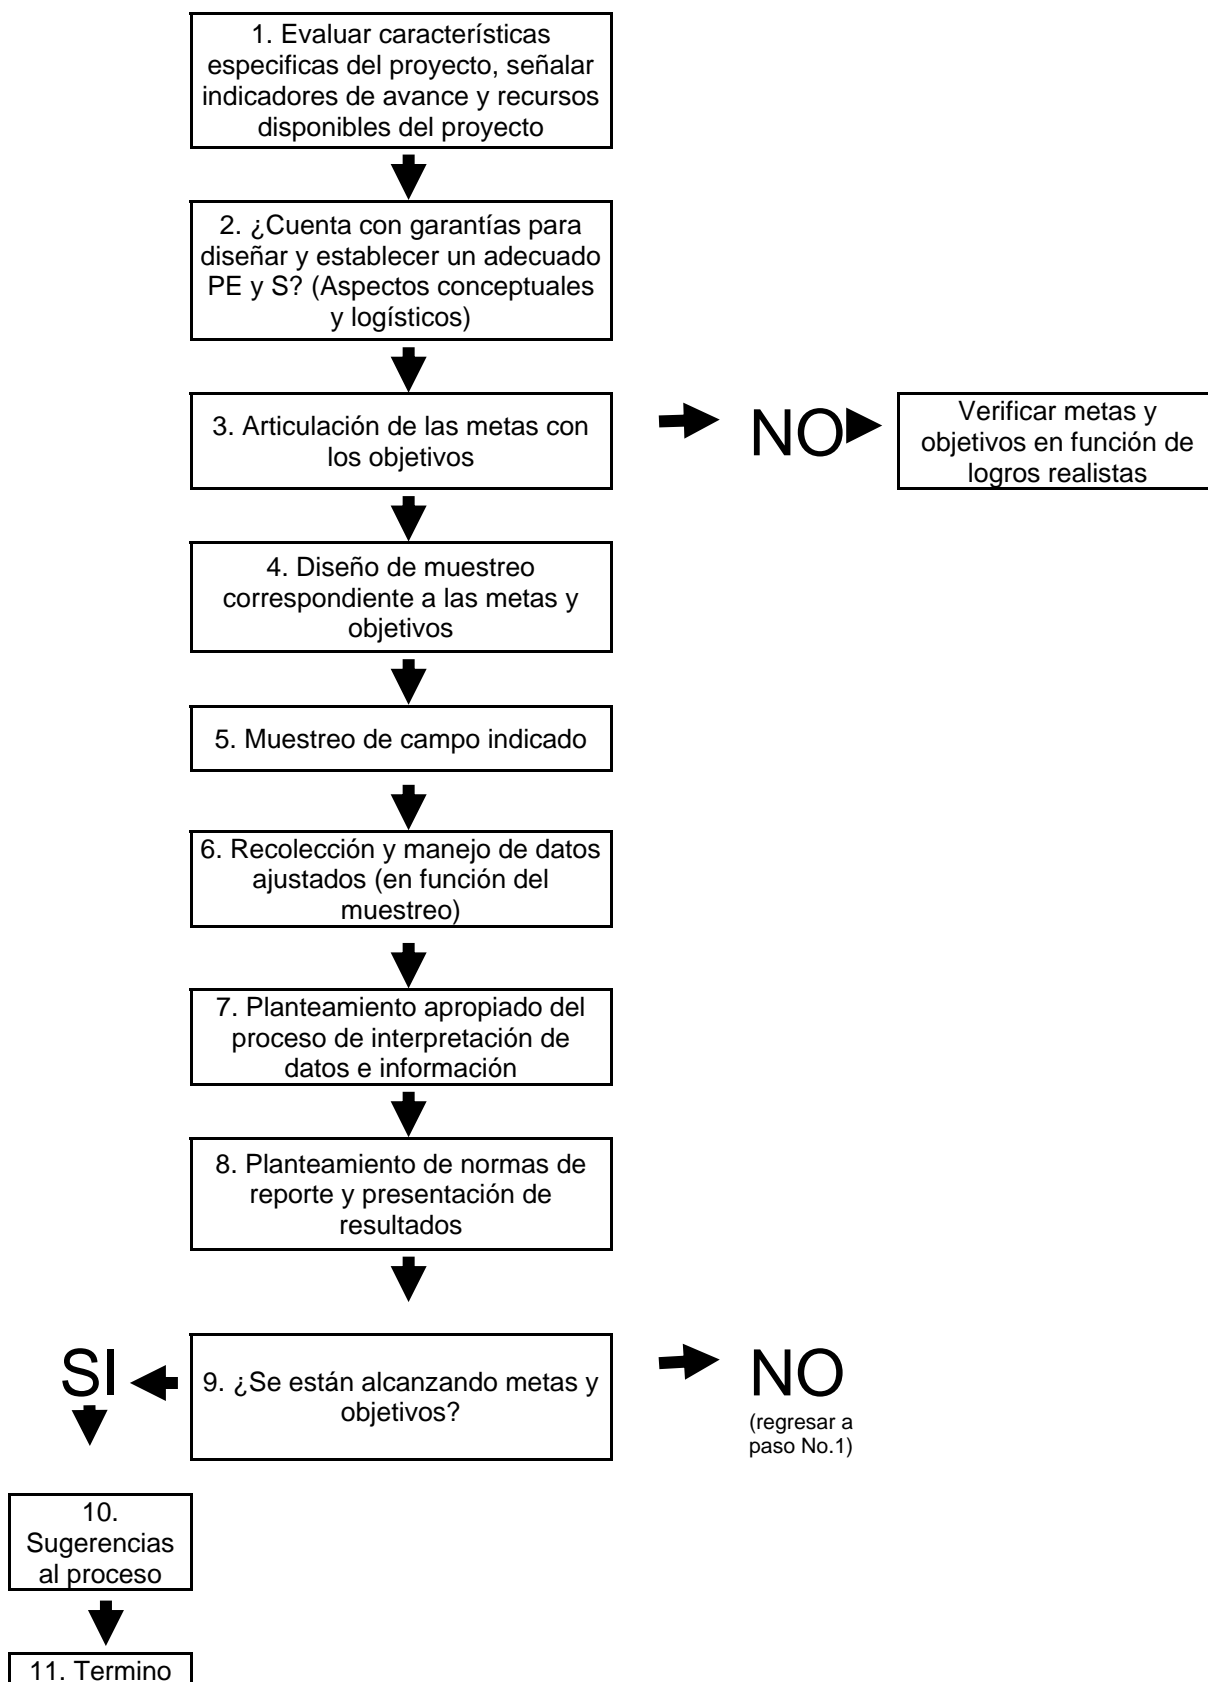 1. Evaluar características
especificas del proyecto, señalar
indicadores de avance y recursos
disponibles del proyecto
2. ¿Cuenta con garantías para
diseñar y establecer un adecuado
PE y S? (Aspectos conceptuales
y logísticos)
3. Articulación de las metas con
los objetivos
NO
Verificar metas y
objetivos en función de
logros realistas
4. Diseño de muestreo
correspondiente a las metas y
objetivos
5. Muestreo de campo indicado
6. Recolección y manejo de datos
ajustados (en función del
muestreo)
7. Planteamiento apropiado del
proceso de interpretación de
datos e información
8. Planteamiento de normas de
reporte y presentación de
resultados
SI
9. ¿Se están alcanzando metas y
objetivos?
NO
(regresar a
paso No.1)
10.
Sugerencias
al proceso
11. Termino